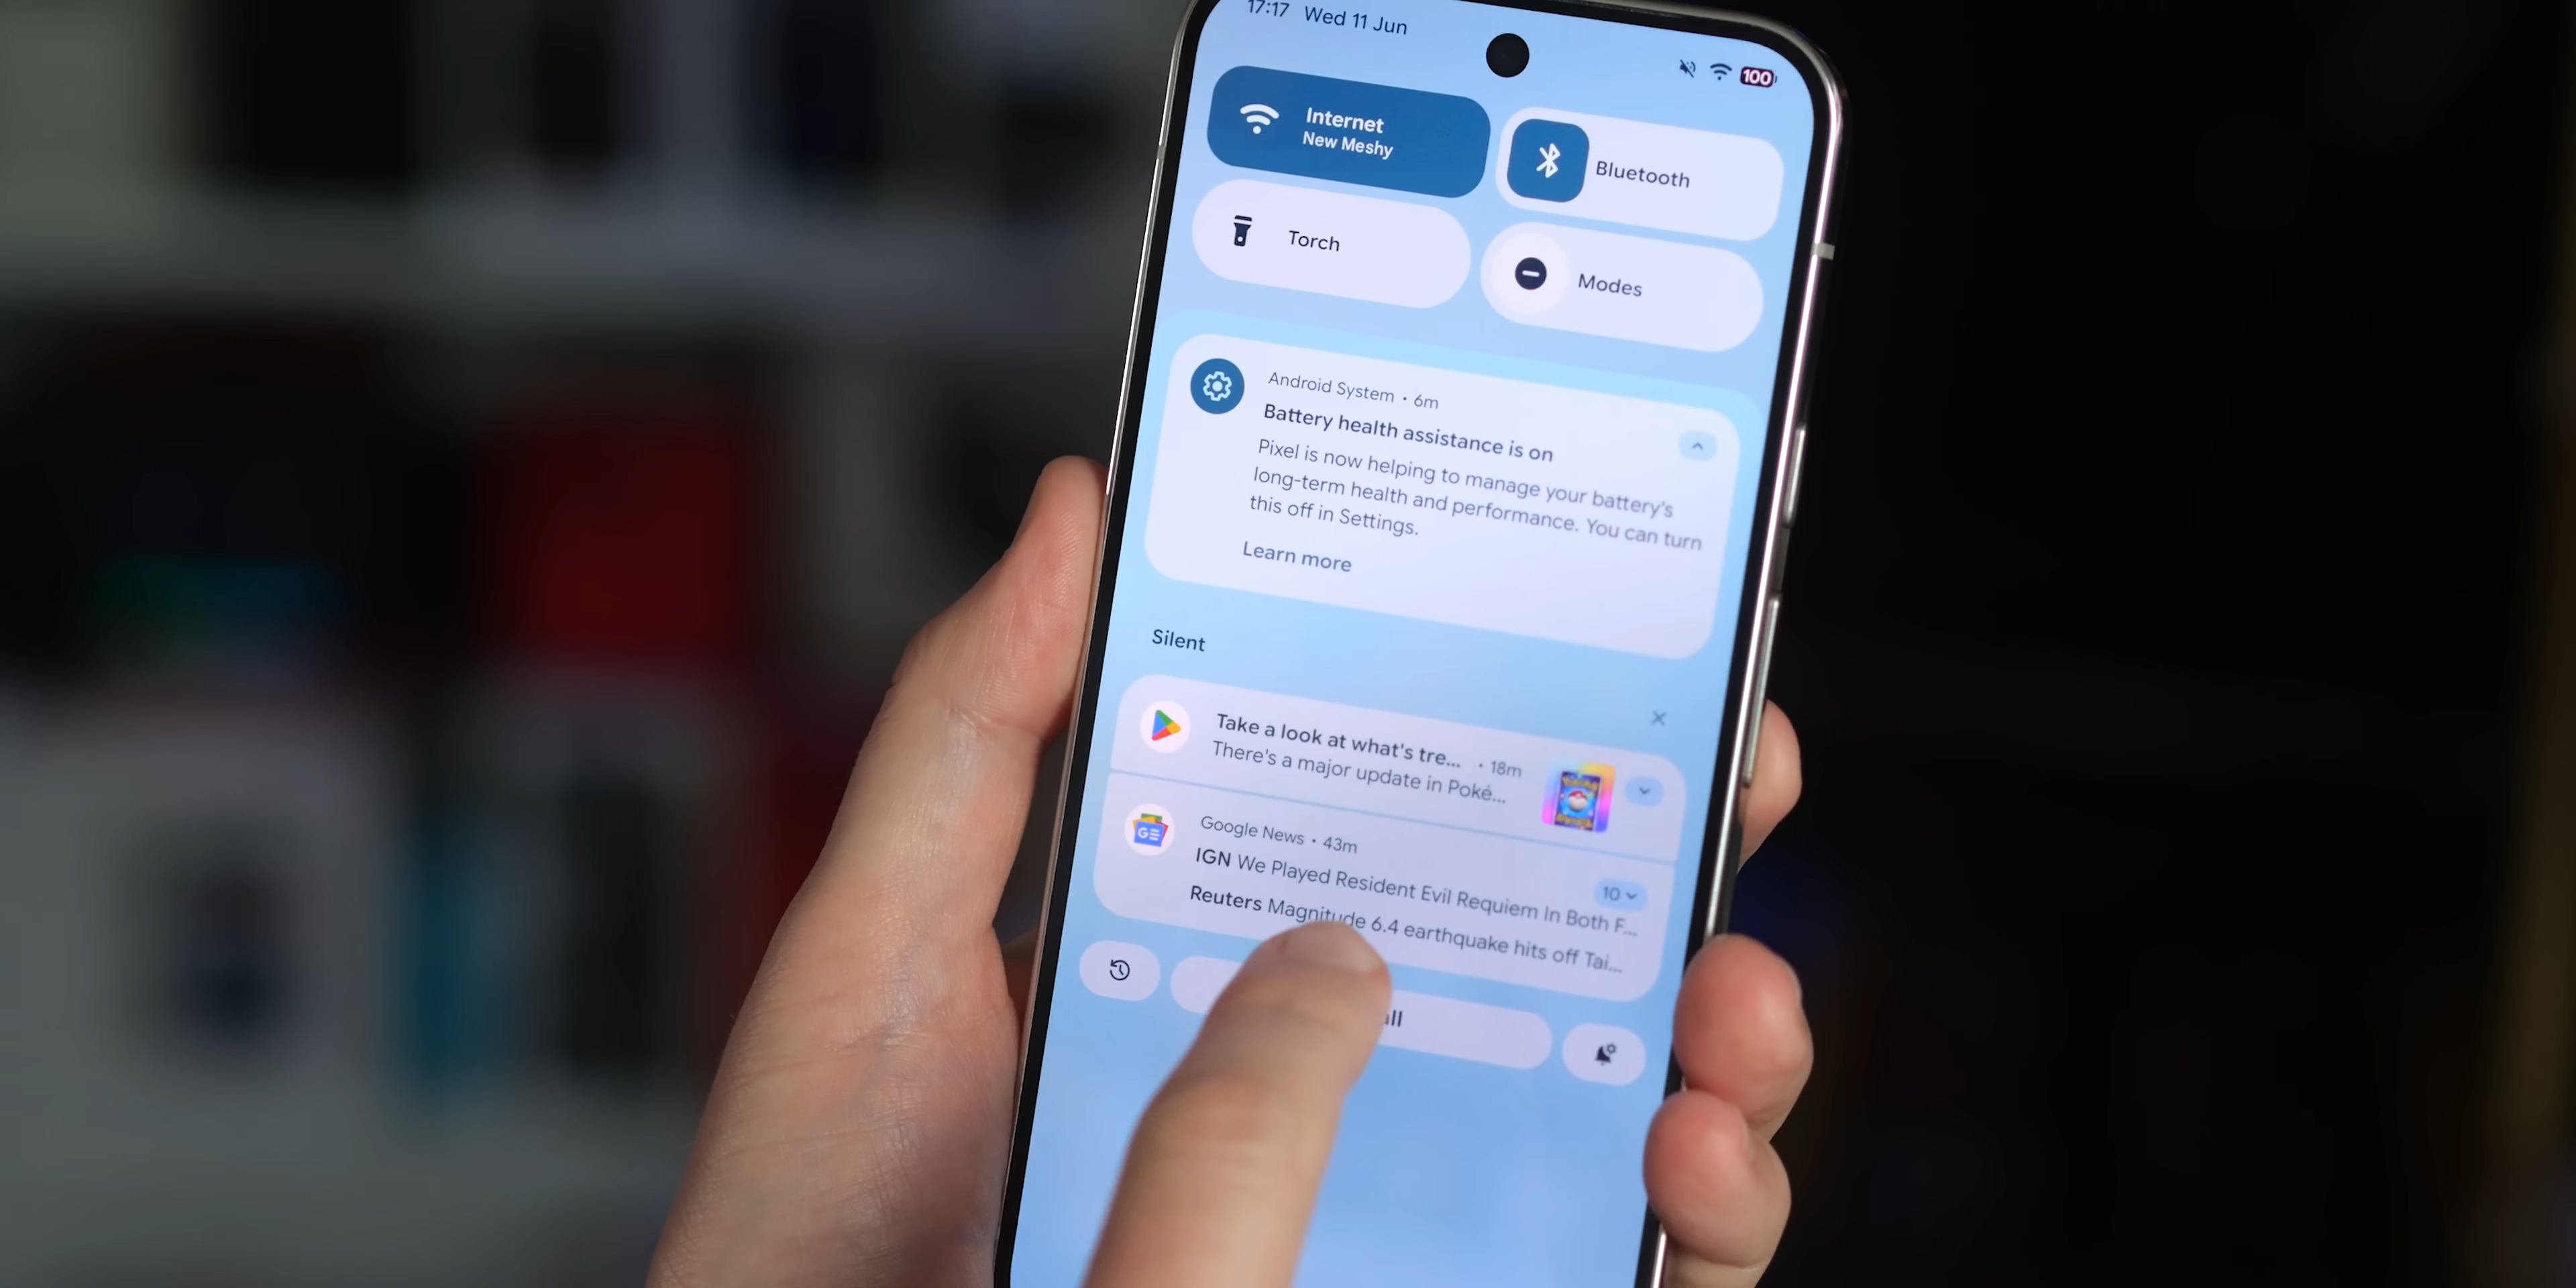 17:17 Wed 11 Jun
100
Internet
New Meshy
Bluetooth
Torch
Modes
Android System • 6m
Battery health assistance is on
Pixel is now helping to manage your battery's
long-term health and performance. You can turn
this off in Settings.
Learn more
Silent
Take a look at what's tre... • 18m
There's a major update in Poké...
Google News • 43m
IGN We Played Resident Evil Requiem In Both F...
10
Reuters Magnitude 6.4 earthquake hits off Tai...